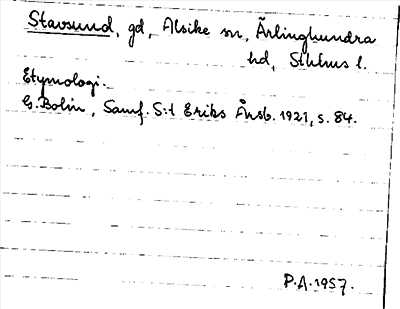 Stavsund, gd, Alsike sn, Ärlinghundra
hd, Sthlms l.
Etymologi.
G. Bolin, Samf. S:t Eriks Årsb. 1921, s. 84.
P.A. 1957.